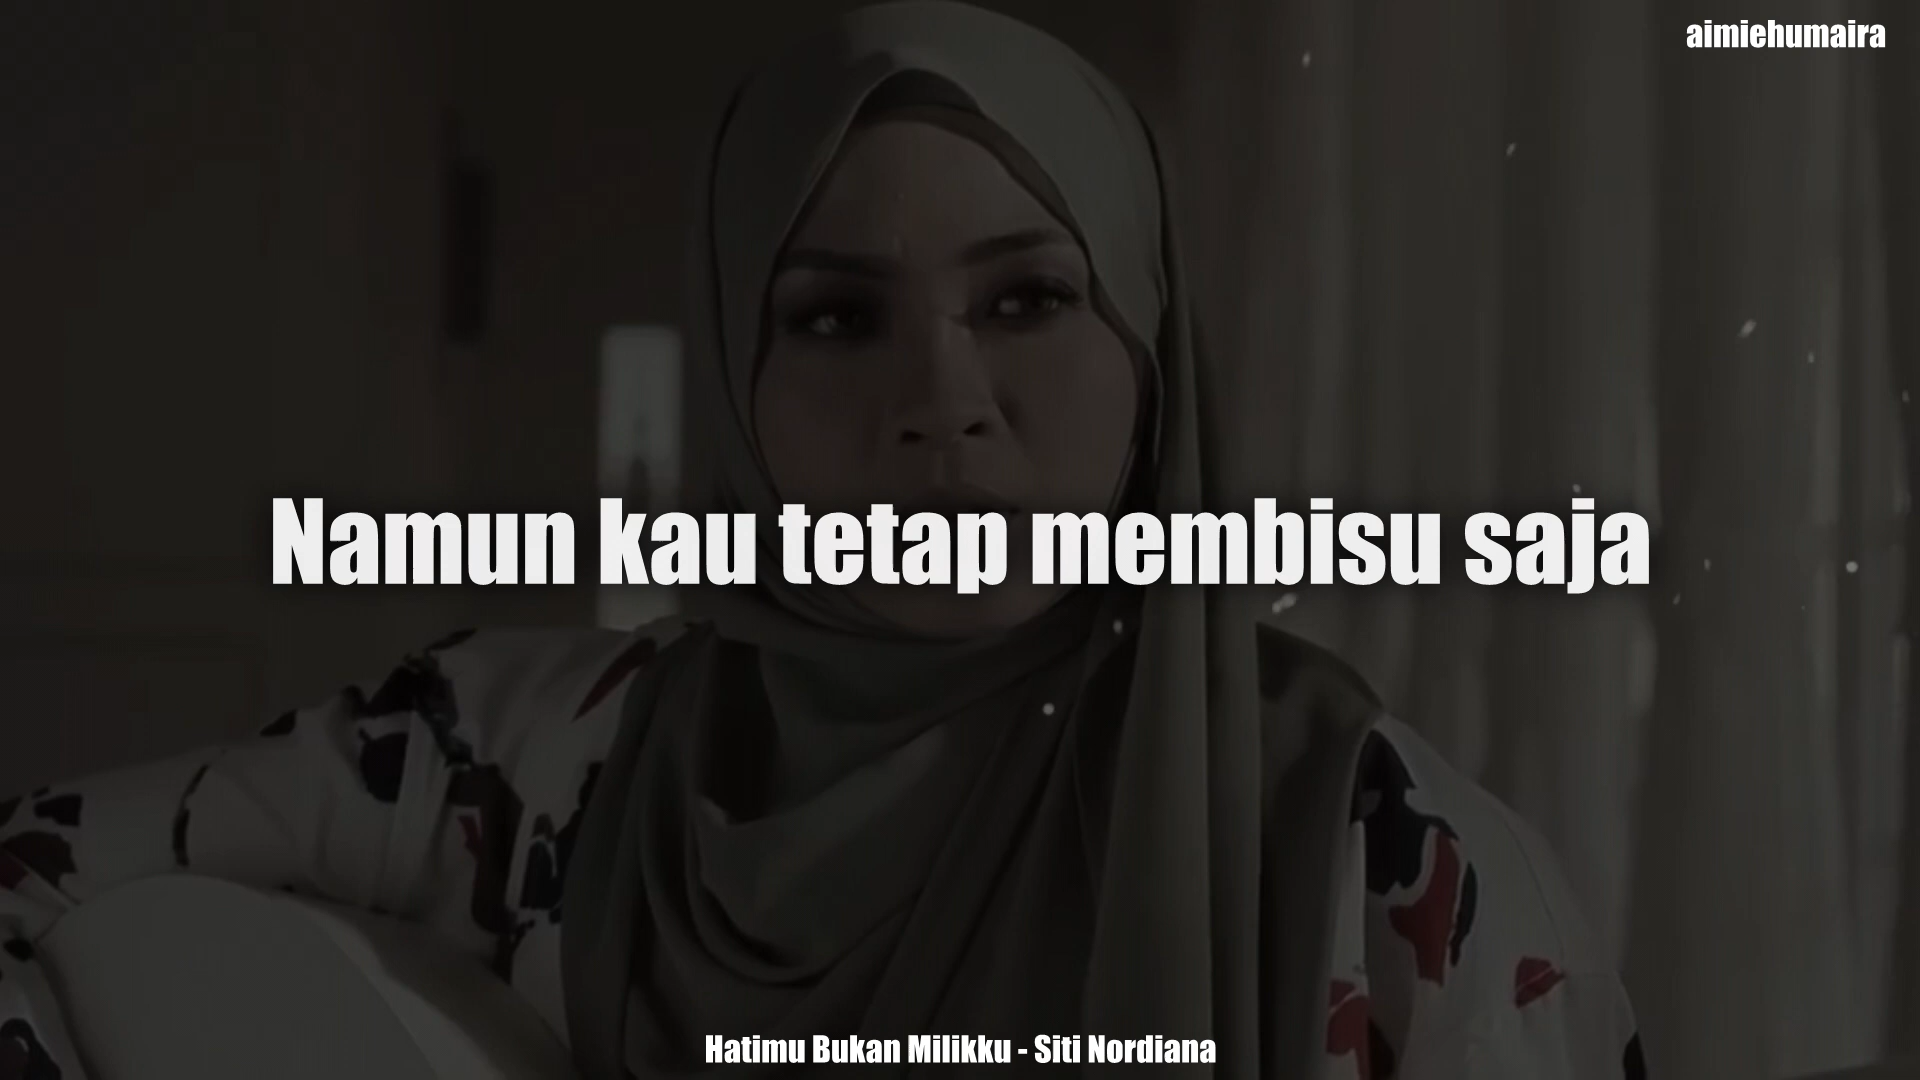 aimiehumaira
Namun kau tetap membisu saja
Hatimu Bukan Milikku - Siti Nordiana